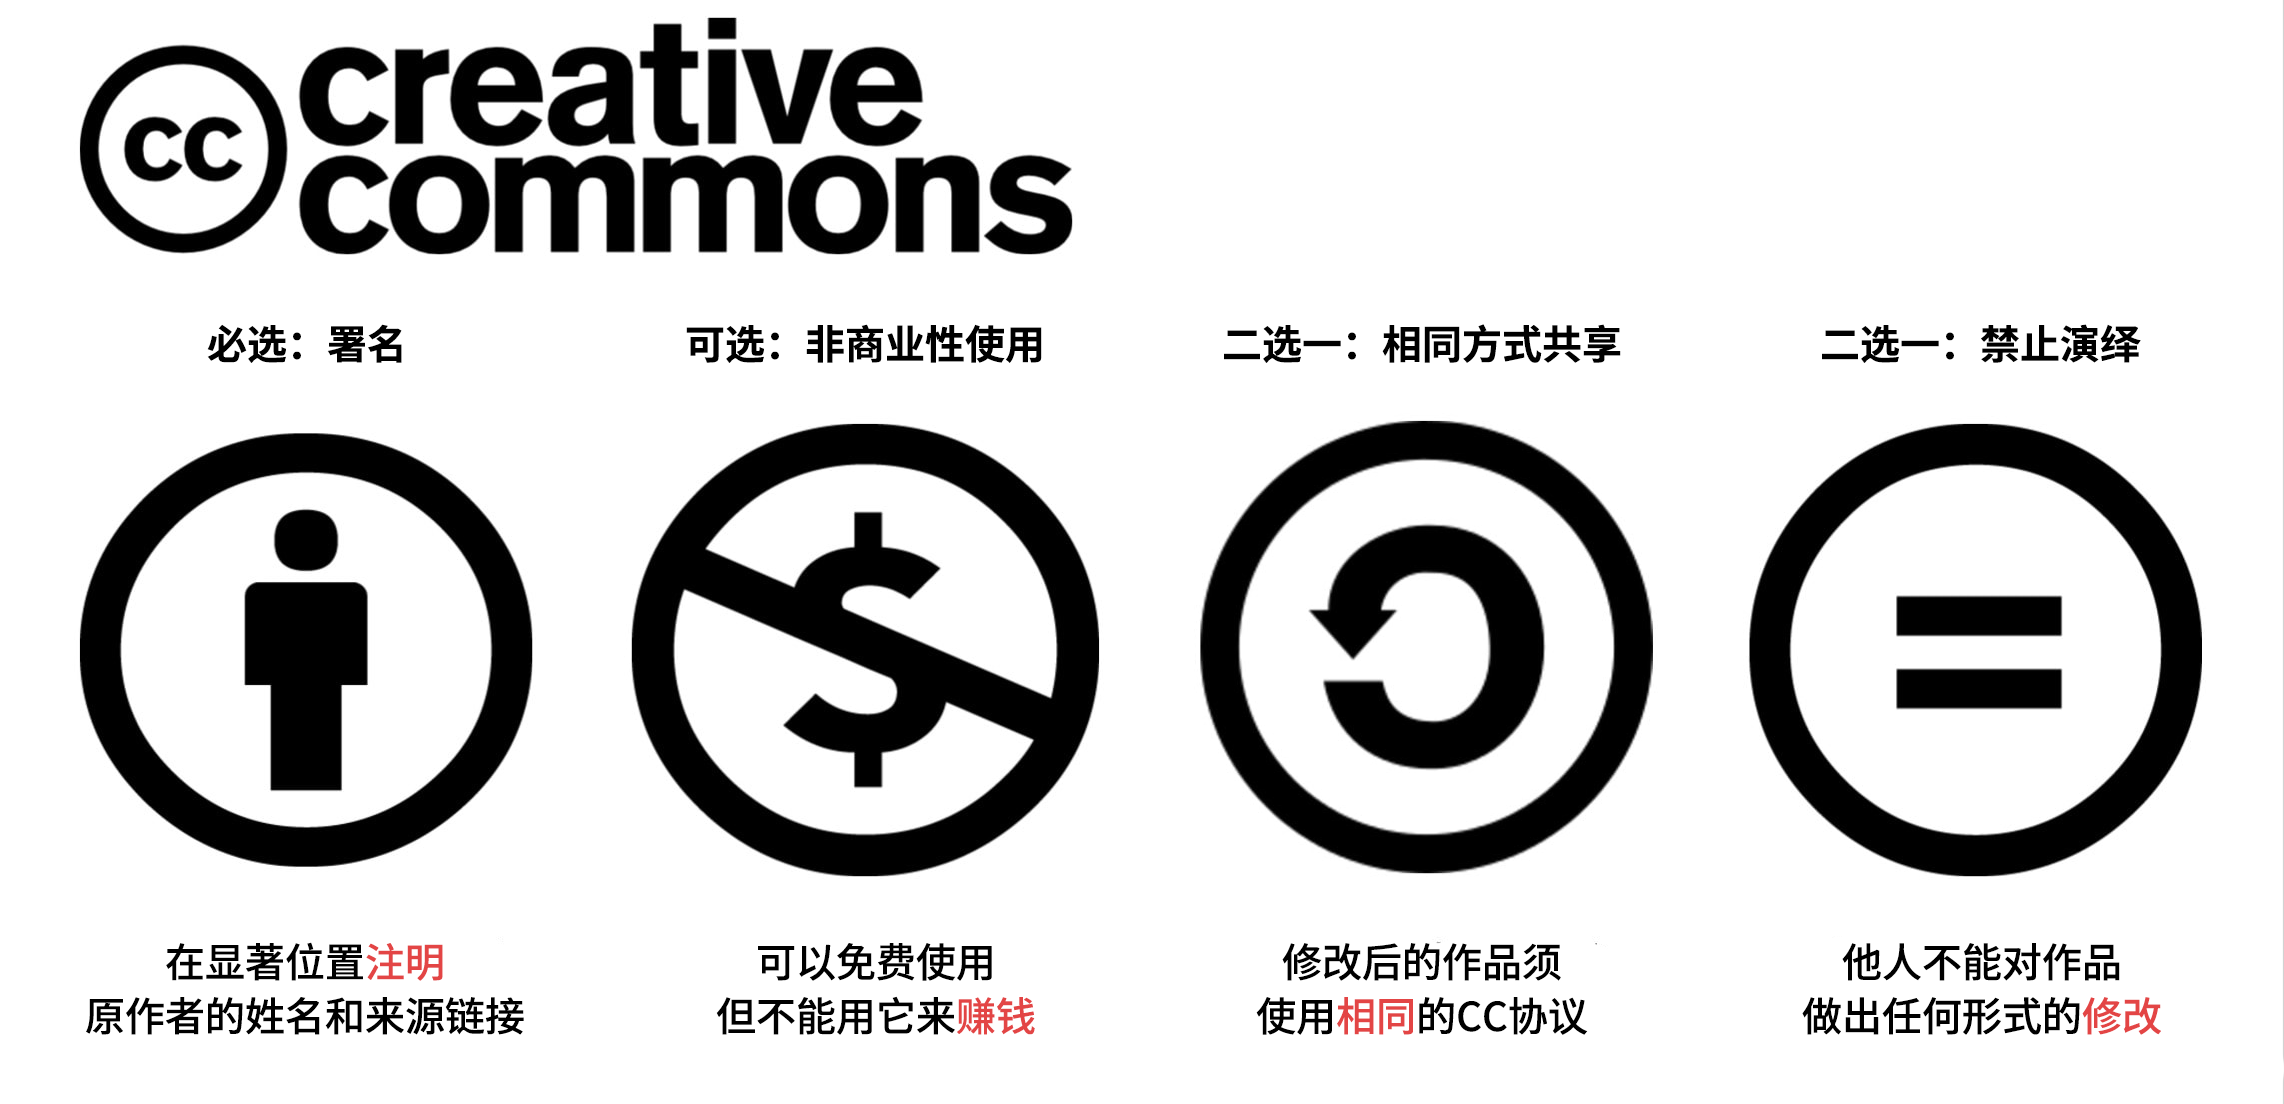 cc
creative
commons
必选：署名
可选：非商业性使用
二选一：相同方式共享
二选一：禁止演绎
$
=
在显著位置注明
原作者的姓名和来源链接
可以免费使用
但不能用它来赚钱
修改后的作品须
使用相同的CC协议
他人不能对作品
做出任何形式的修改